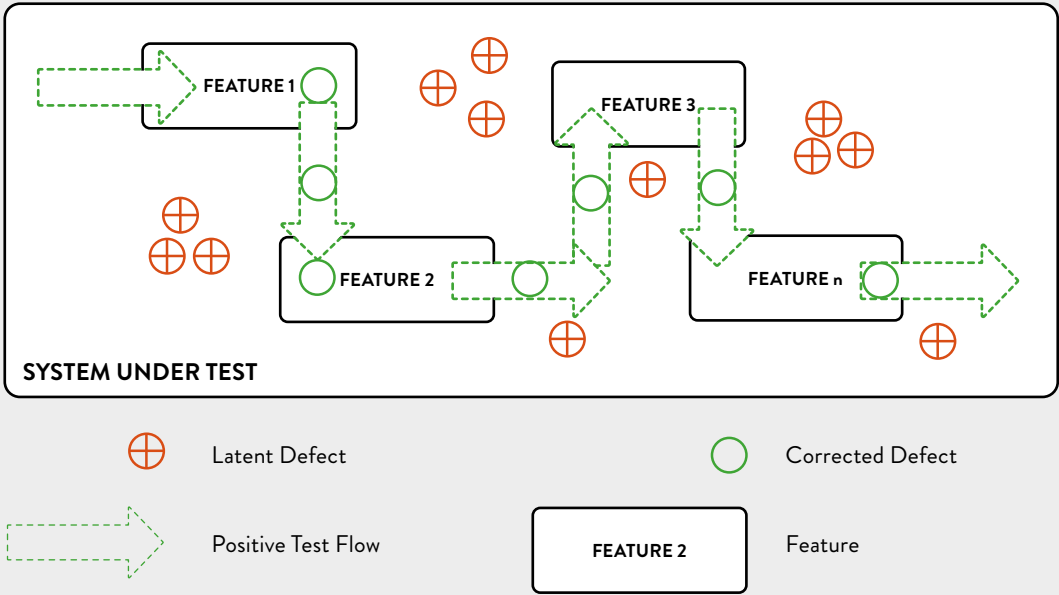 FEATURE 1
FEATURE 3
FEATURE 2
FEATURE n
SYSTEM UNDER TEST
Latent Defect
Corrected Defect
Positive Test Flow
FEATURE 2
Feature